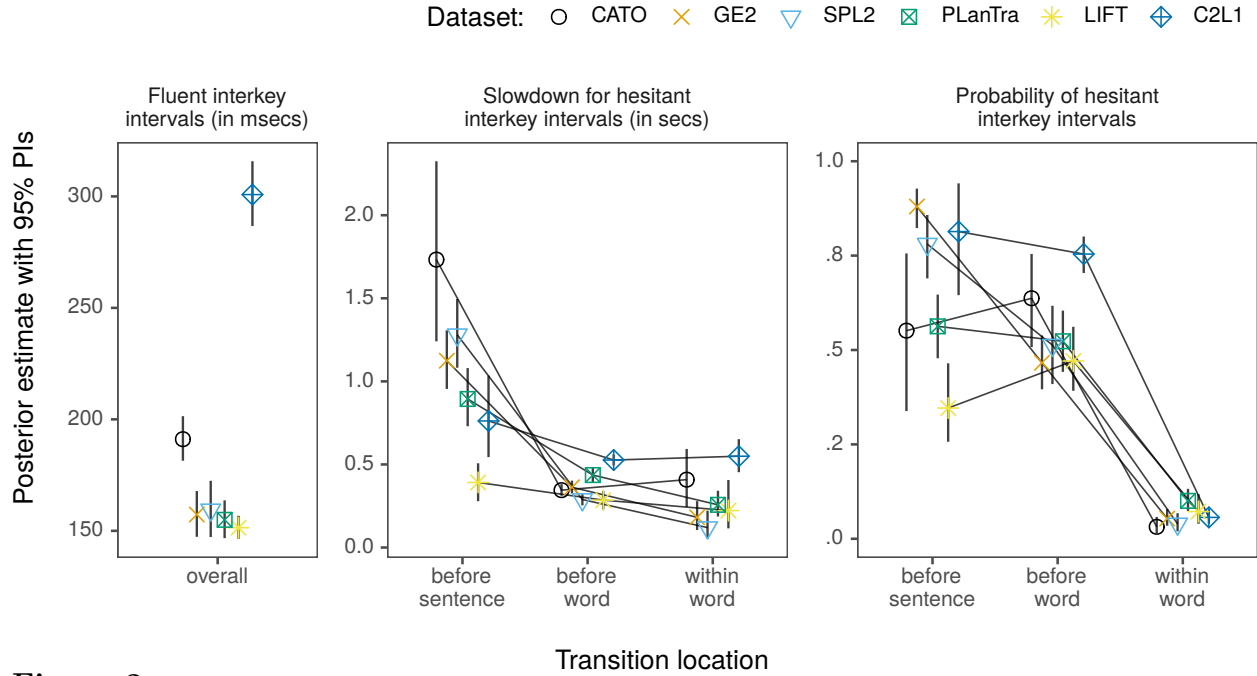 Dataset: CATO GE2 SPL2 PLanTra LIFT C2L1
Fluent interkey
intervals (in msecs)
Slowdown for hesitant
interkey intervals (in secs)
Probability of hesitant
interkey intervals
Posterior estimate with 95% PIs
300
250
200
150
overall
2.0
1.5
1.0
0.5
0.0
before
sentence
before
word
within
word
1.0
.8
.5
.2
.0
before
sentence
before
word
within
word
Transition location